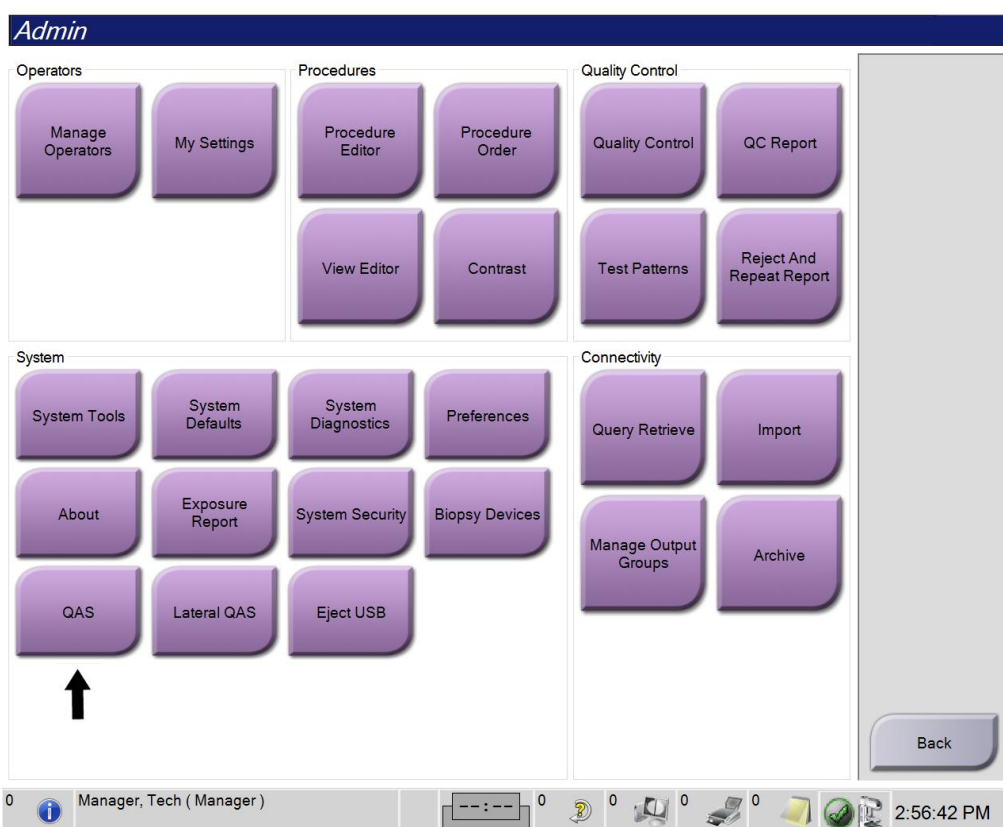 Admin
Operators
Manage
Operators
My Settings
Procedures
Procedure
Editor
Procedure
Order
View Editor
Contrast
Quality Control
Quality Control
QC Report
Test Patterns
Reject And
Repeat Report
System
System Tools
System
Defaults
System
Diagnostics
Preferences
About
Exposure
Report
System Security
Biopsy Devices
QAS
Lateral QAS
Eject USB
Connectivity
Query Retrieve
Import
Manage Output
Groups
Archive
Back
0
Manager, Tech ( Manager )
--:--
0
0
0
0
2:56:42 PM